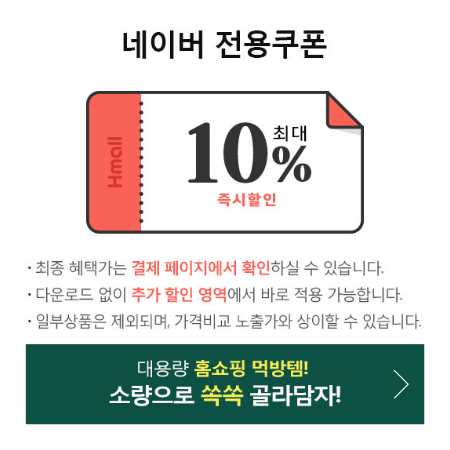 네이버 전용쿠폰
Hmall
최대
10%
즉시할인
· 최종 혜택가는 결제 페이지에서 확인하실 수 있습니다.
· 다운로드 없이 추가 할인 영역에서 바로 적용 가능합니다.
· 일부상품은 제외되며, 가격비교 노출가와 상이할 수 있습니다.
대용량 홈쇼핑 먹방템!
소량으로 쏙쏙 골라담자!